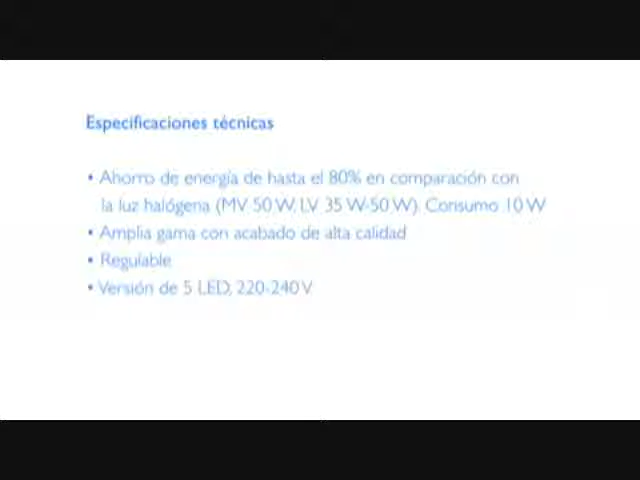 Especificaciones técnicas
• Ahorro de energía de hasta el 80% en comparación con
la luz halógena (MV 50 W, LV 35 W-50 W). Consumo 10 W
• Amplia gama con acabado de alta calidad
• Regulable
• Versión de 5 LED, 220-240 V